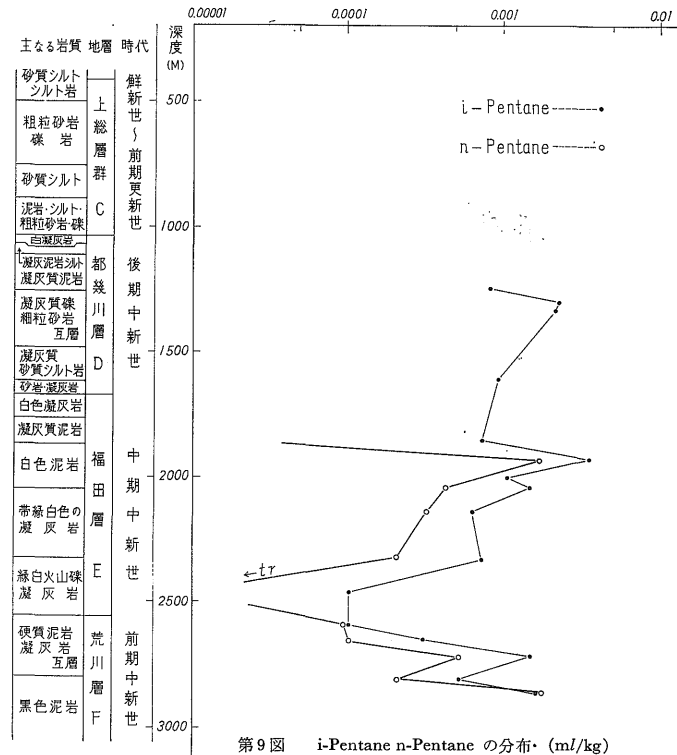 0.00001 0.0001 0.001 0.01
主なる岩質 地層 時代 深度
(M)
砂質シルト
シルト岩
粗粒砂岩
礫 岩
砂質シルト
泥岩・シルト・
粗粒砂岩・礫
白凝灰岩
凝灰泥岩シルト
凝灰質泥岩
凝灰質礫
細粒砂岩
互層
凝灰質
砂質シルト岩
砂岩・凝灰岩
白色凝灰岩
凝灰質泥岩
白色泥岩
帯緑白色の
凝灰岩
緑白火山礫
凝灰岩
硬質泥岩
凝灰岩
互層
黒色泥岩
上総層群 C
都幾川層 D
福田層 E
荒川層 F
鮮新世~前期更新世
後期中新世
中期中新世
前期中新世
500
1000
1500
2000
2500
3000
i-Pentane
n-Pentane
tr
第9図 i-Pentane n-Pentane の分布・ (ml/kg)